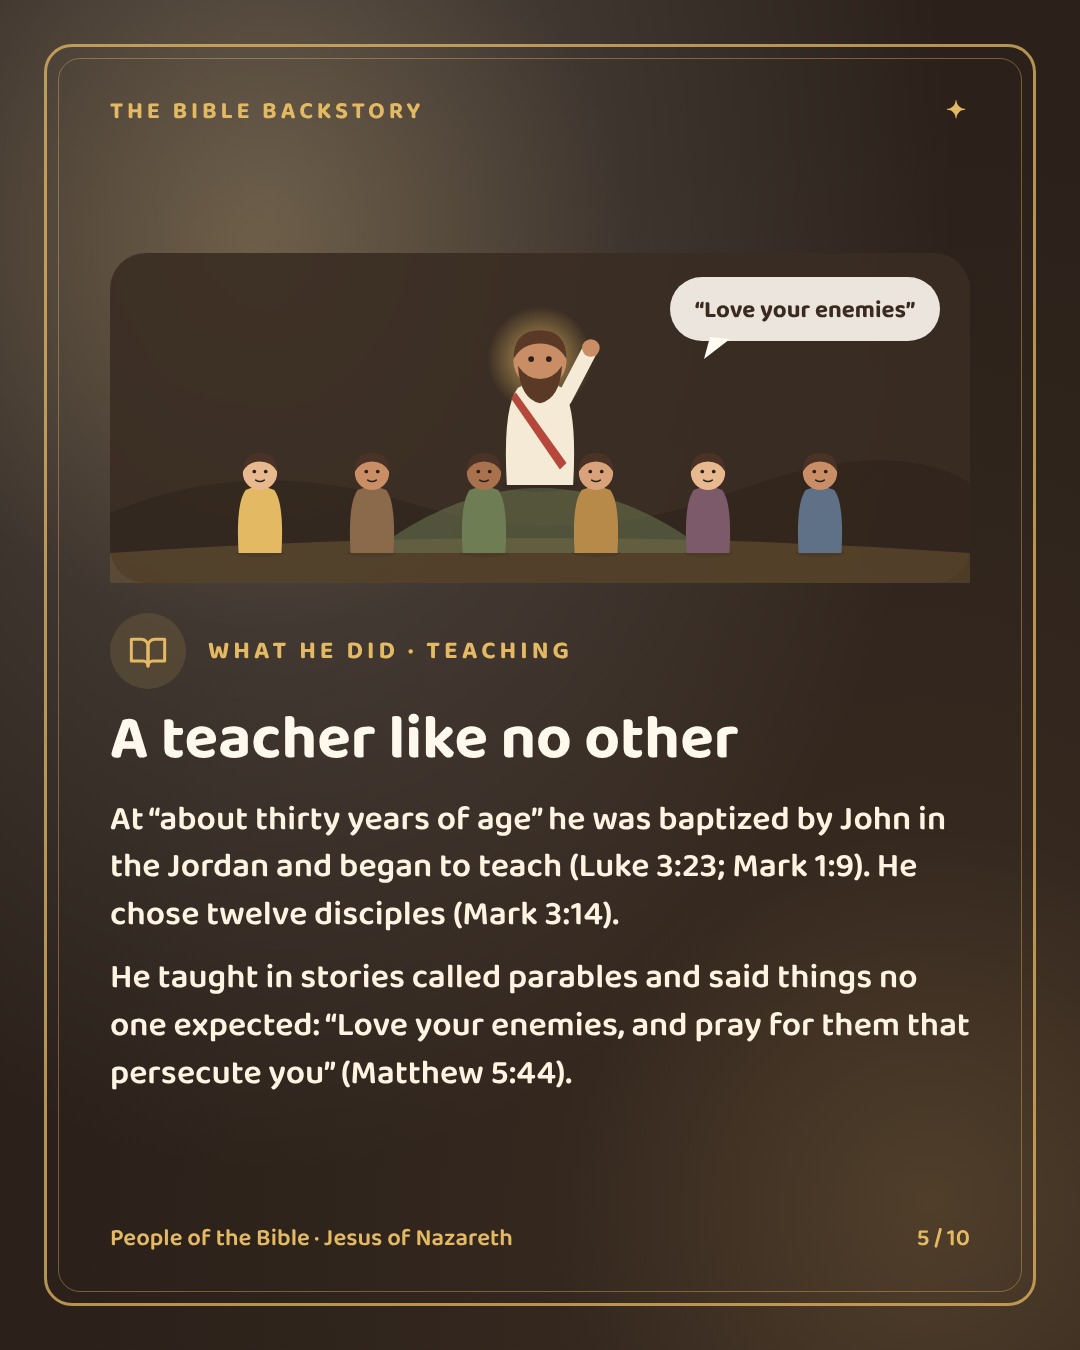 THE BIBLE BACKSTORY
“Love your enemies”
WHAT HE DID · TEACHING
A teacher like no other
At “about thirty years of age” he was baptized by John in
the Jordan and began to teach (Luke 3:23; Mark 1:9). He
chose twelve disciples (Mark 3:14).
He taught in stories called parables and said things no
one expected: “Love your enemies, and pray for them that
persecute you” (Matthew 5:44).
People of the Bible · Jesus of Nazareth
5 / 10